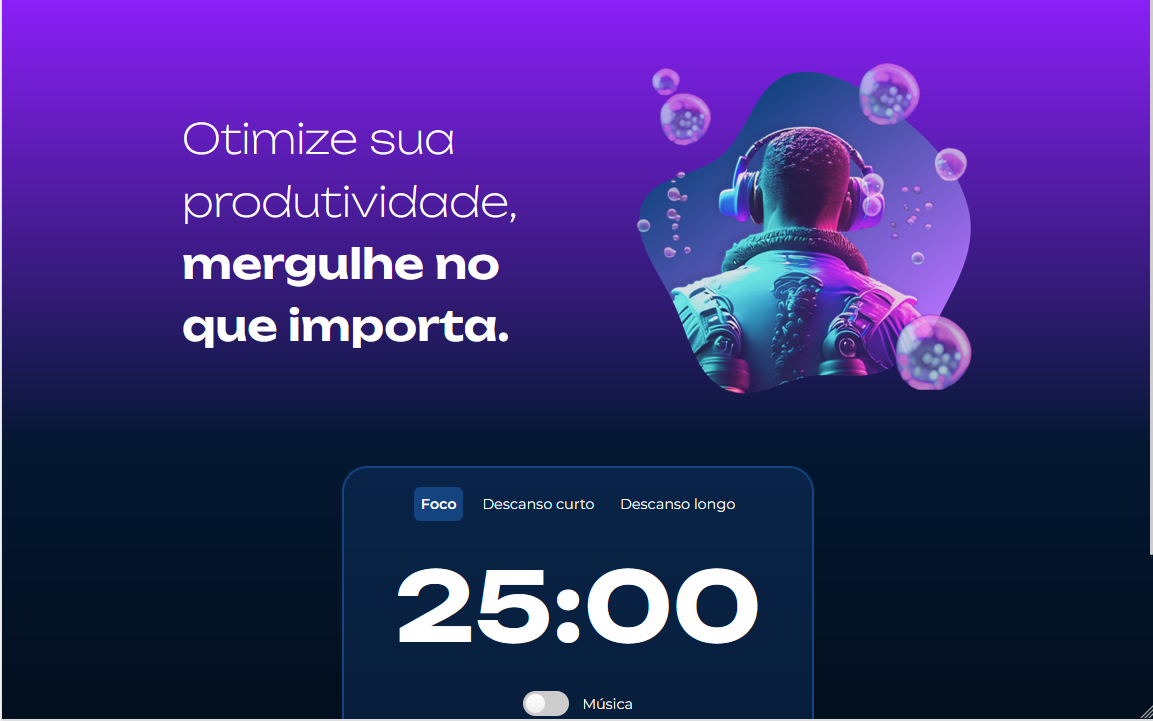 Otimize sua
produtividade,
mergulhe no
que importa.
Foco Descanso curto Descanso longo
25:00
Música